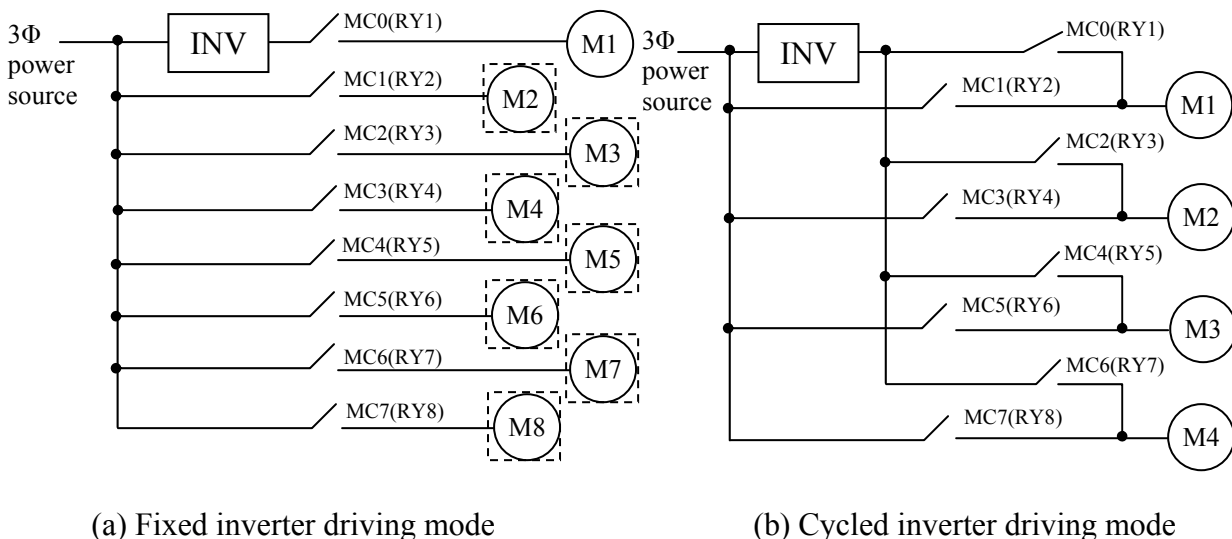 3Φ
power
source
INV
MC0(RY1)
M1
MC1(RY2)
M2
MC2(RY3)
M3
MC3(RY4)
M4
MC4(RY5)
M5
MC5(RY6)
M6
MC6(RY7)
M7
MC7(RY8)
M8
(a) Fixed inverter driving mode
3Φ
power
source
INV
MC0(RY1)
MC1(RY2)
M1
MC2(RY3)
MC3(RY4)
M2
MC4(RY5)
MC5(RY6)
M3
MC6(RY7)
MC7(RY8)
M4
(b) Cycled inverter driving mode